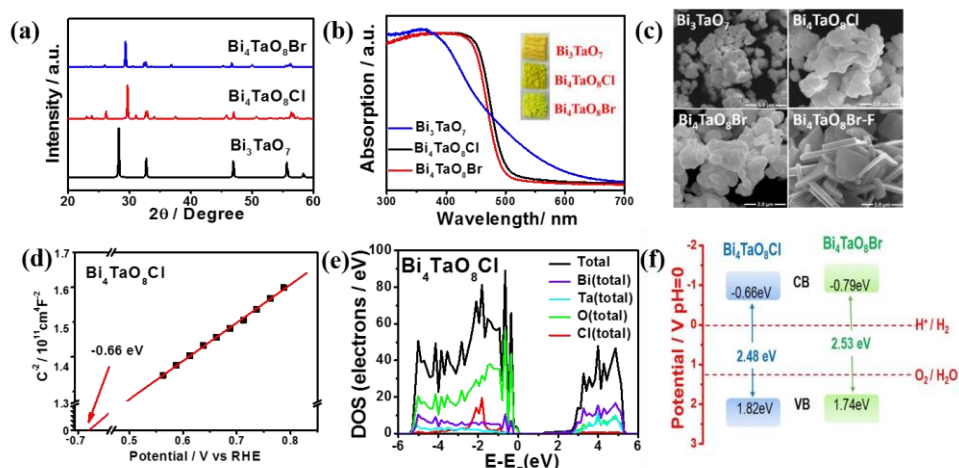 (a)
Bi₄TaO₈Br
Bi₄TaO₈Cl
Bi₃TaO₇
Intensity/ a.u.
10 20 30 40 50 60
2θ/ Degree
(b)
Bi₃TaO₇
Bi₄TaO₈Cl
Bi₄TaO₈Br
Bi₃TaO₇
Bi₄TaO₈Cl
Bi₄TaO₈Br
Absorption/ a.u.
300 400 500 600 700
Wavelength/ nm
(c)
Bi₃TaO₇
Bi₄TaO₈Cl
Bi₄TaO₈Br
Bi₄TaO₈Br-F
(d)
Bi₄TaO₈Cl
-0.66 eV
C⁻² / 10¹¹ cm⁴F⁻²
1.7
1.6
1.5
1.4
1.3
0
-0.7 0.5 0.6 0.7 0.8
Potential / V vs RHE
(e)
Bi₄TaO₈Cl
Total
Bi(total)
Ta(total)
O(total)
Cl(total)
DOS (electrons / eV)
100
80
60
40
20
0
-6 -4 -2 0 2 4 6
(f)
Bi₄TaO₈Cl
Bi₄TaO₈Br
Potential / V pH=0
-2
-1
0
1
2
3
-0.66eV
CB
-0.79eV
H⁺ / H₂
2.48 eV
2.53 eV
O₂ / H₂O
1.82eV
VB
1.74eV